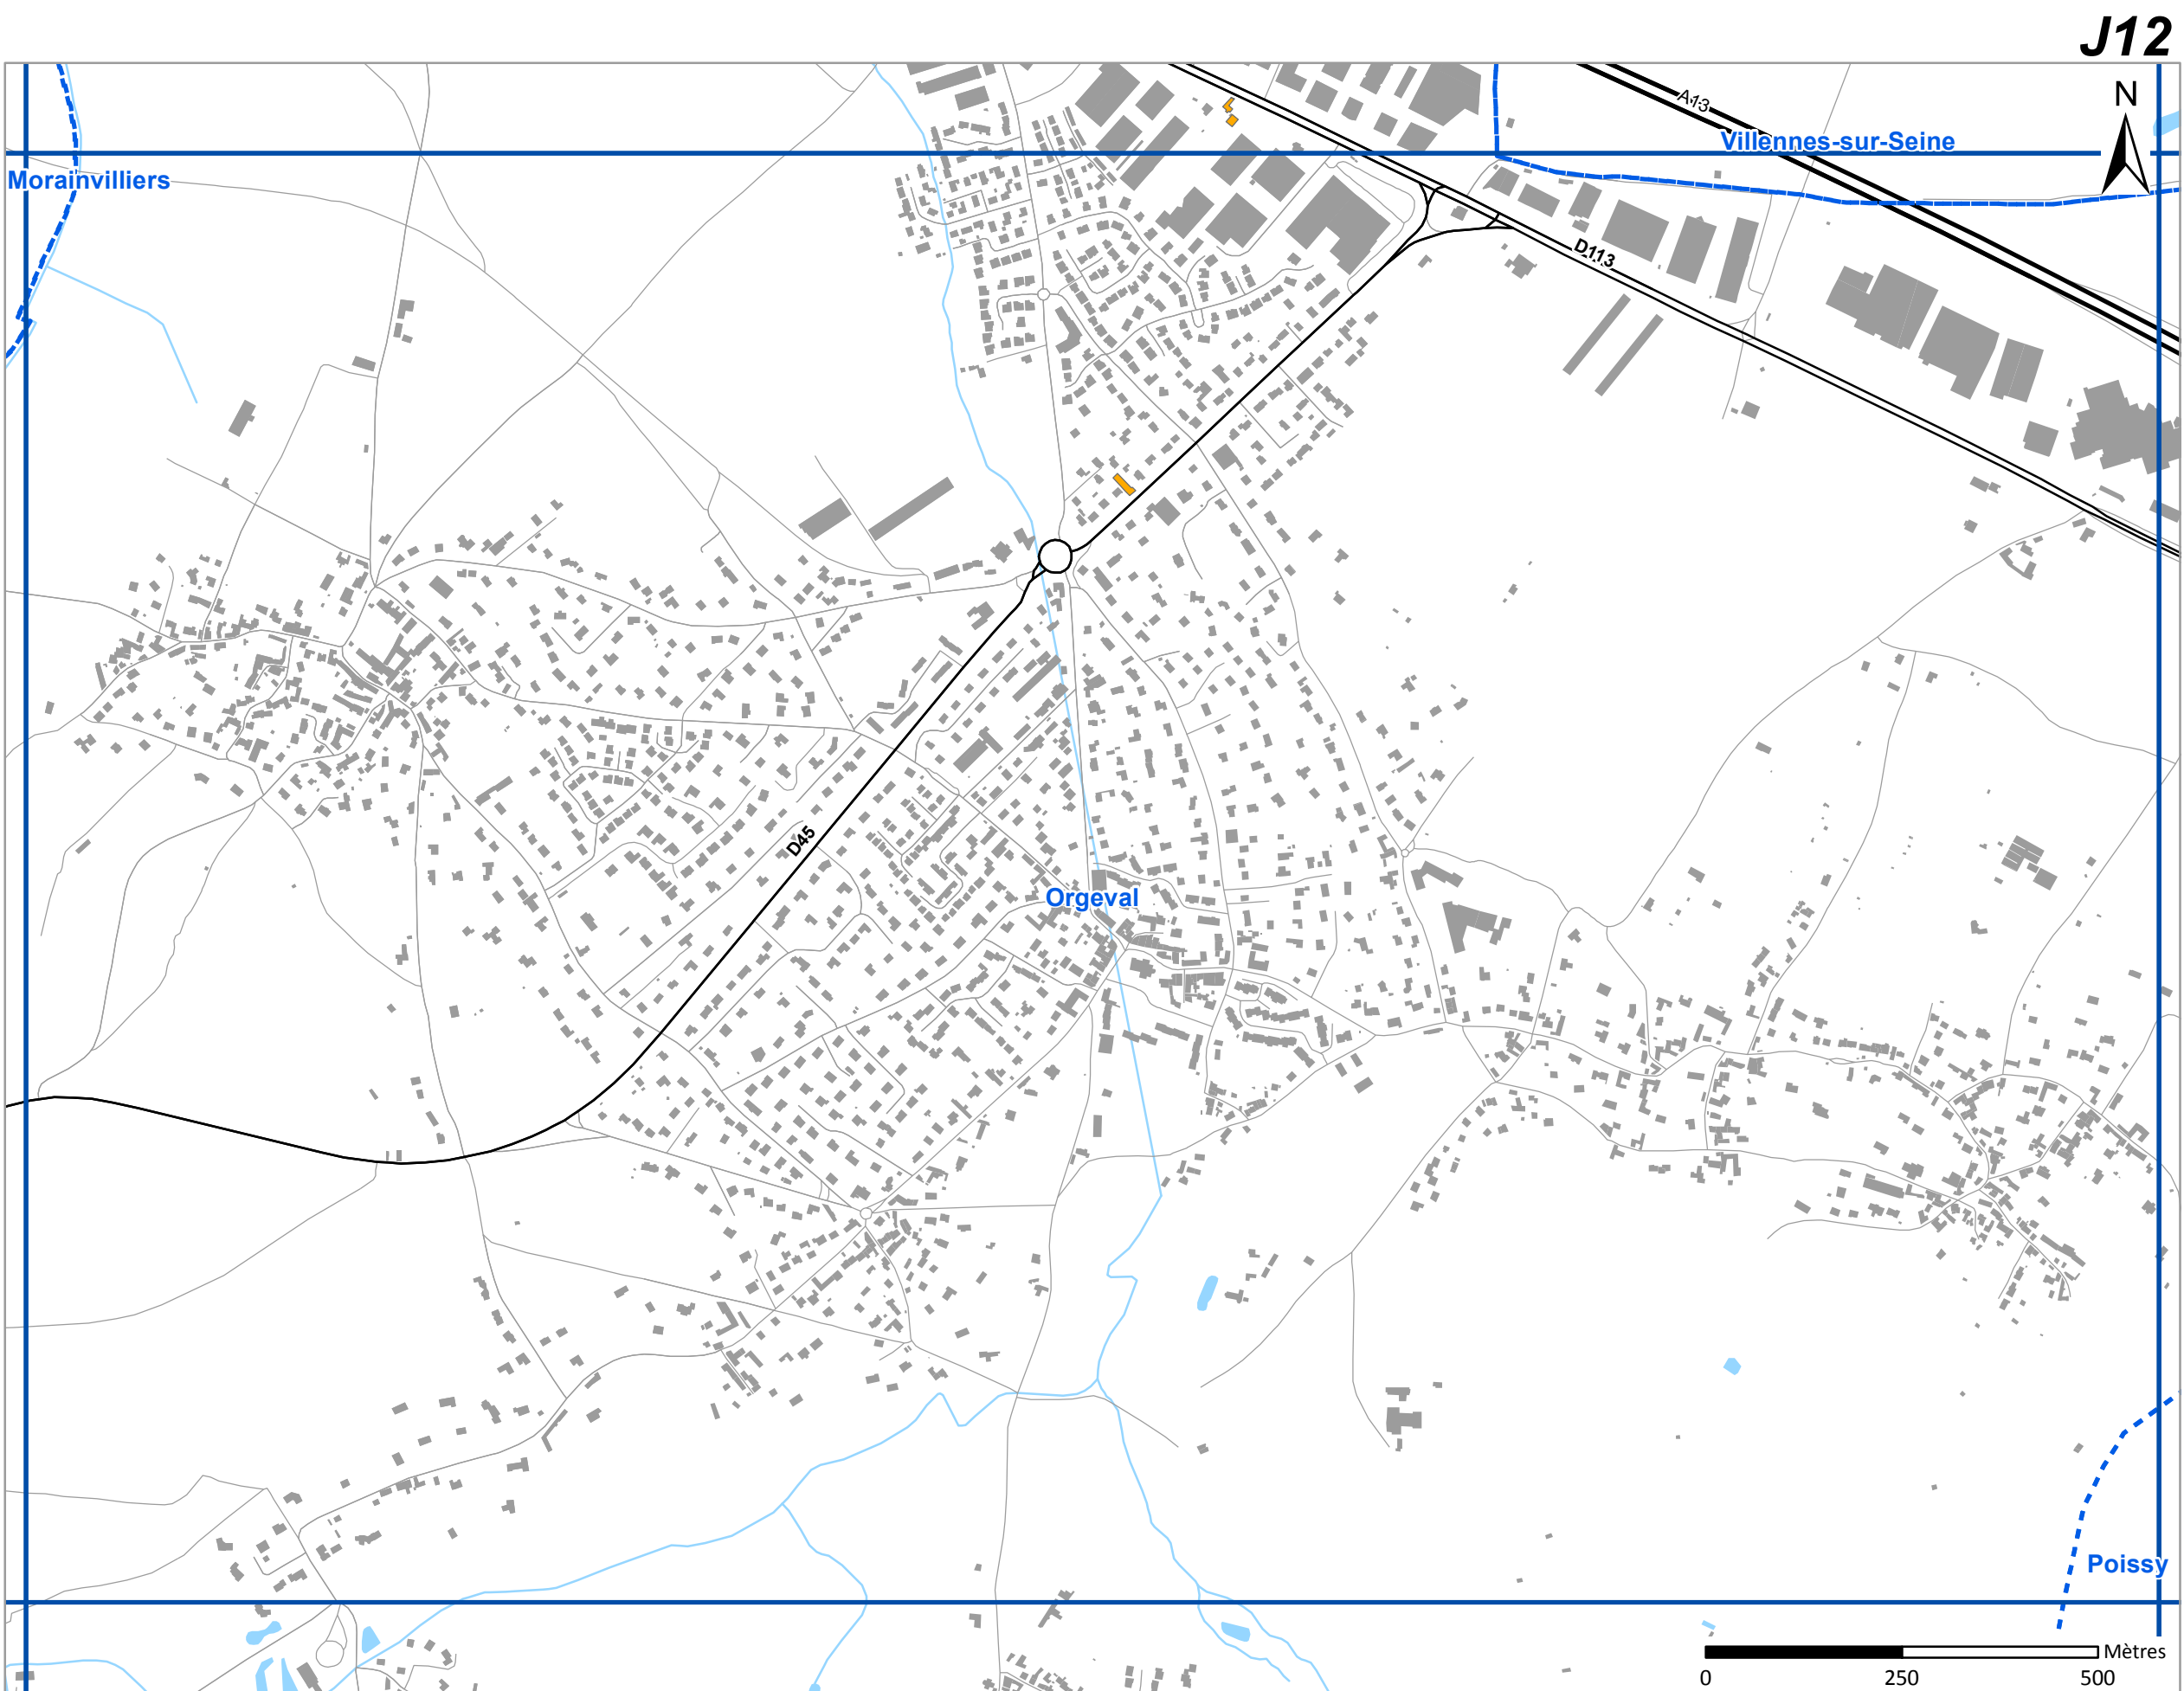 J12
A13
N
Villennes-sur-Seine
Morainvilliers
D113
D45
Orgeval
Poissy
Mètres
0 250 500